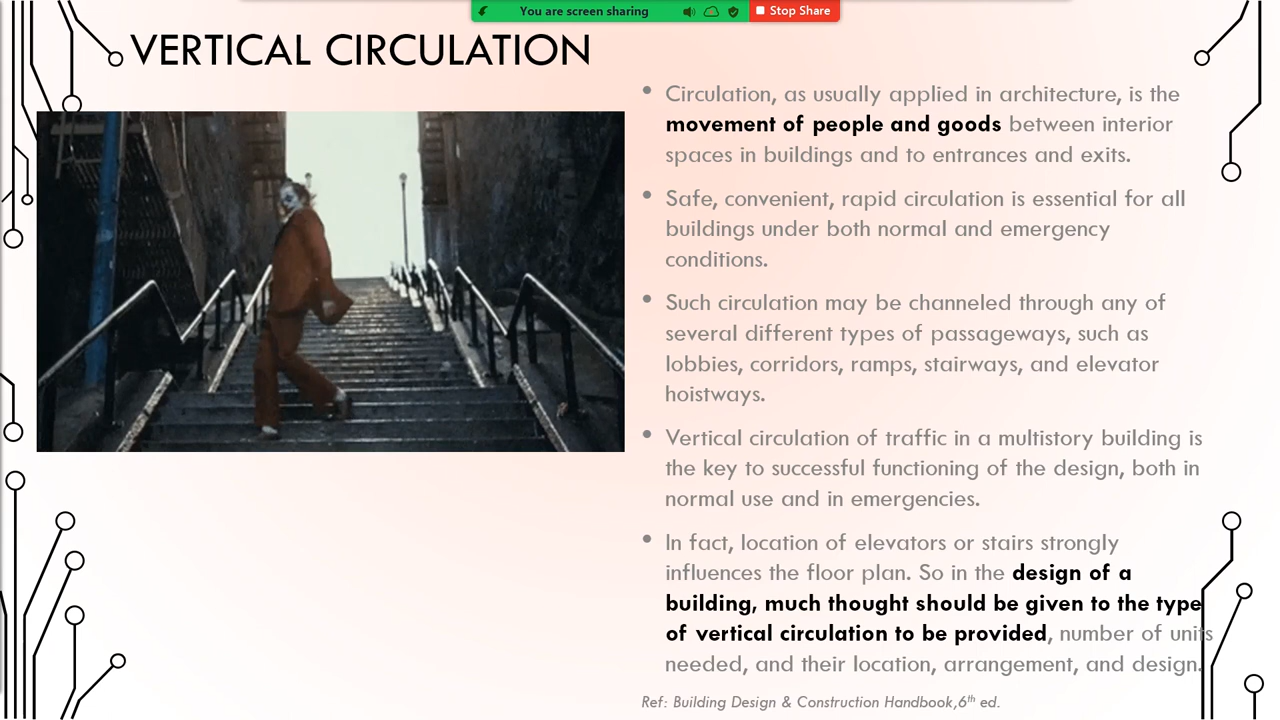 You are screen sharing
Stop Share
VERTICAL CIRCULATION
• Circulation, as usually applied in architecture, is the
movement of people and goods between interior
spaces in buildings and to entrances and exits.
• Safe, convenient, rapid circulation is essential for all
buildings under both normal and emergency
conditions.
• Such circulation may be channeled through any of
several different types of passageways, such as
lobbies, corridors, ramps, stairways, and elevator
hoistways.
• Vertical circulation of traffic in a multistory building is
the key to successful functioning of the design, both in
normal use and in emergencies.
• In fact, location of elevators or stairs strongly
influences the floor plan. So in the design of a
building, much thought should be given to the type
of vertical circulation to be provided, number of units
needed, and their location, arrangement, and design.
Ref: Building Design & Construction Handbook,6th ed.